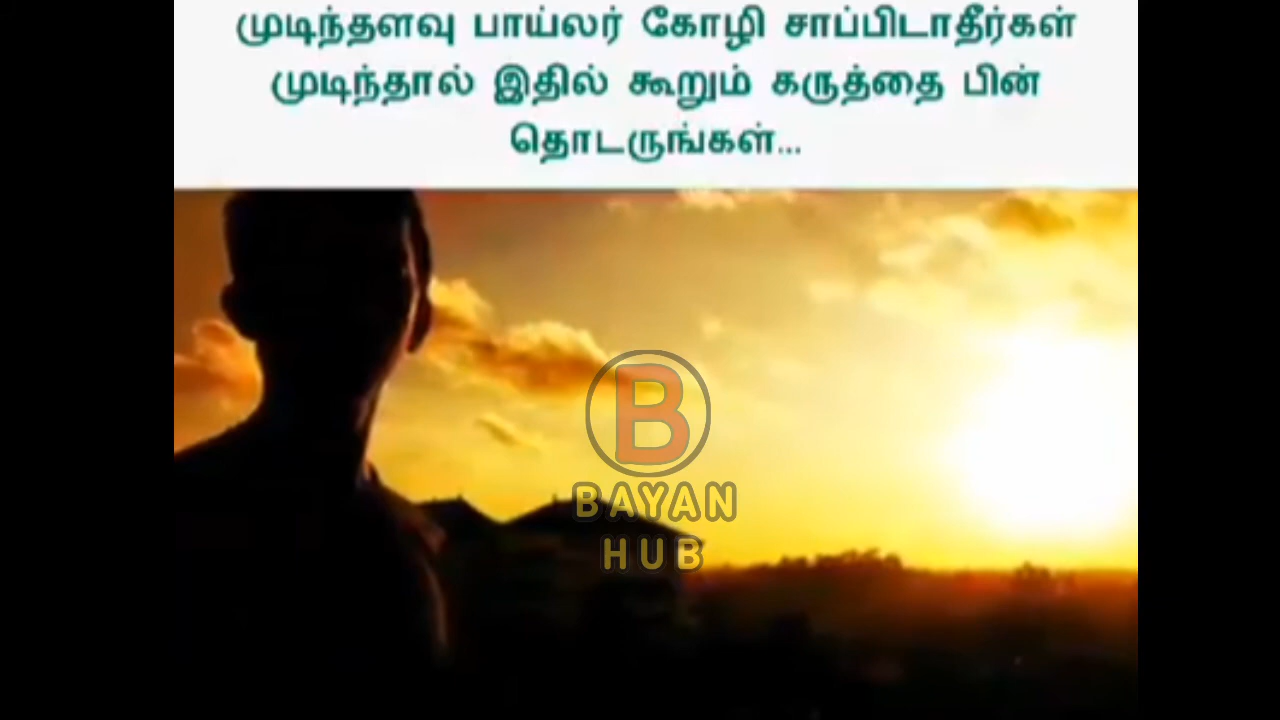 முடிந்தளவு பாய்லர் கோழி சாப்பிடாதீர்கள்
முடிந்தால் இதில் கூறும் கருத்தை பின்
தொடருங்கள்...
B
BAYAN
HUB